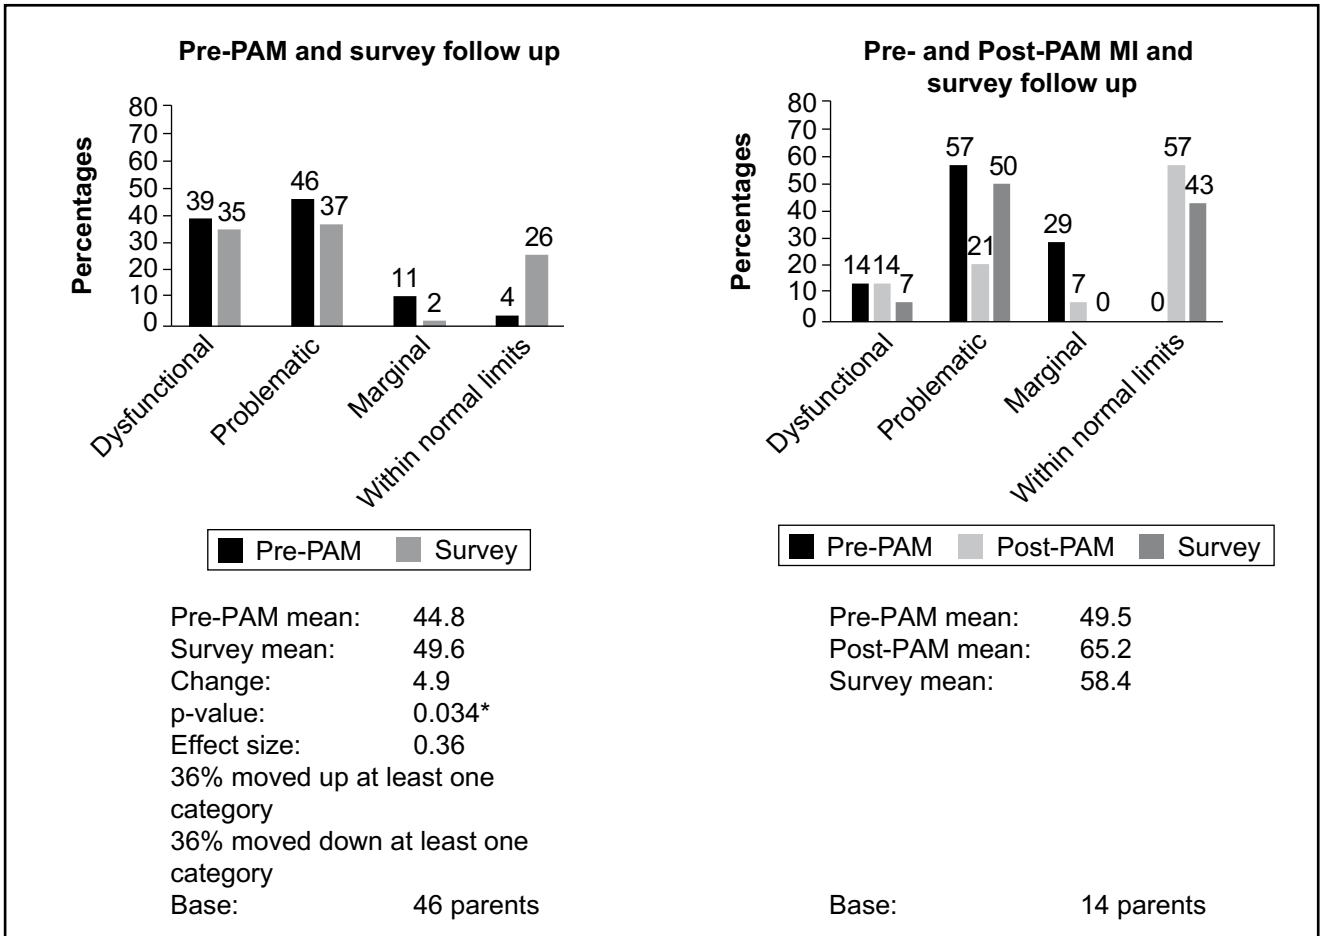 Pre-PAM and survey follow up
Percentages
80
70
60
50
40
30
20
10
0
39
35
46
37
11
2
4
26
Dysfunctional
Problematic
Marginal
Within normal limits
Pre-PAM Survey
Pre-PAM mean: 44.8
Survey mean: 49.6
Change: 4.9
p-value: 0.034*
Effect size: 0.36
36% moved up at least one
category
36% moved down at least one
category
Base: 46 parents
Pre- and Post-PAM MI and
survey follow up
Percentages
80
70
60
50
40
30
20
10
0
14
14
7
57
21
50
29
7
0
0
57
43
Dysfunctional
Problematic
Marginal
Within normal limits
Pre-PAM Post-PAM Survey
Pre-PAM mean: 49.5
Post-PAM mean: 65.2
Survey mean: 58.4
Base: 14 parents